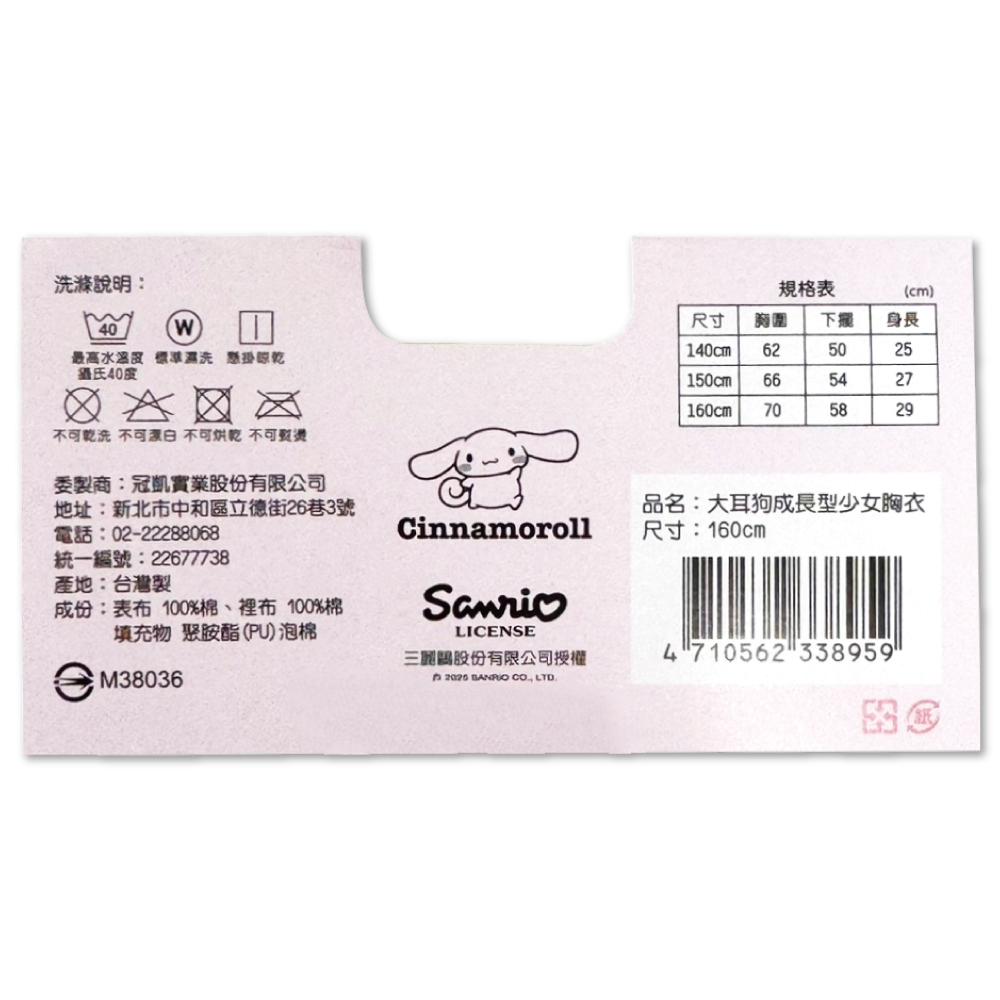 洗滌說明：
40
W
最高水溫度
攝氏40度
標準濕洗
懸掛晾乾
不可乾洗 不可漂白 不可烘乾 不可熨燙
委製商：冠凱實業股份有限公司
地址：新北市中和區立德街26巷3號
電話：02-22288068
統一編號：22677738
產地：台灣製
成份：表布 100%棉、裡布 100%棉
填充物 聚胺酯(PU)泡棉
M38036
Cinnamoroll
Sanrio
LICENSE
三麗鷗股份有限公司授權
© 2025 SANRIO CO., LTD.
規格表 (cm)
尺寸 胸圍 下擺 身長
140cm 62 50 25
150cm 66 54 27
160cm 70 58 29
品名：大耳狗成長型少女胸衣
尺寸：160cm
4 710562 338959
紙